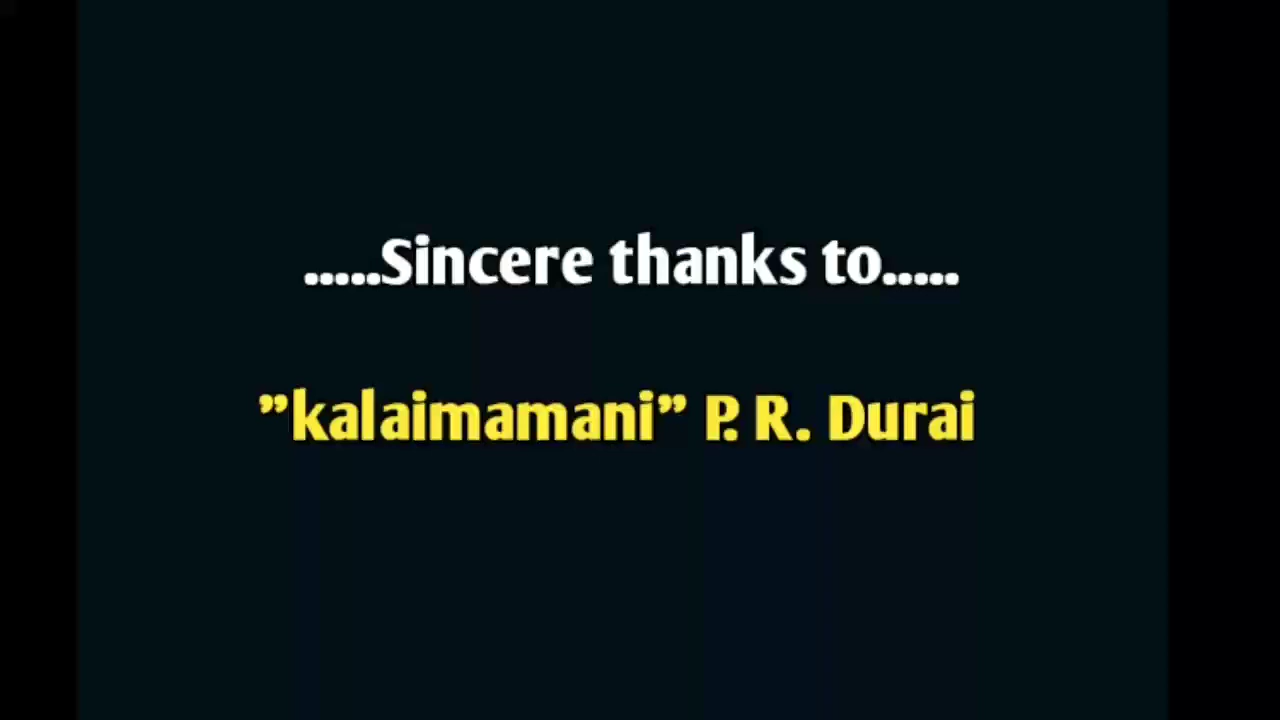 .....Sincere thanks to.....
”kalaimamani” P. R. Durai